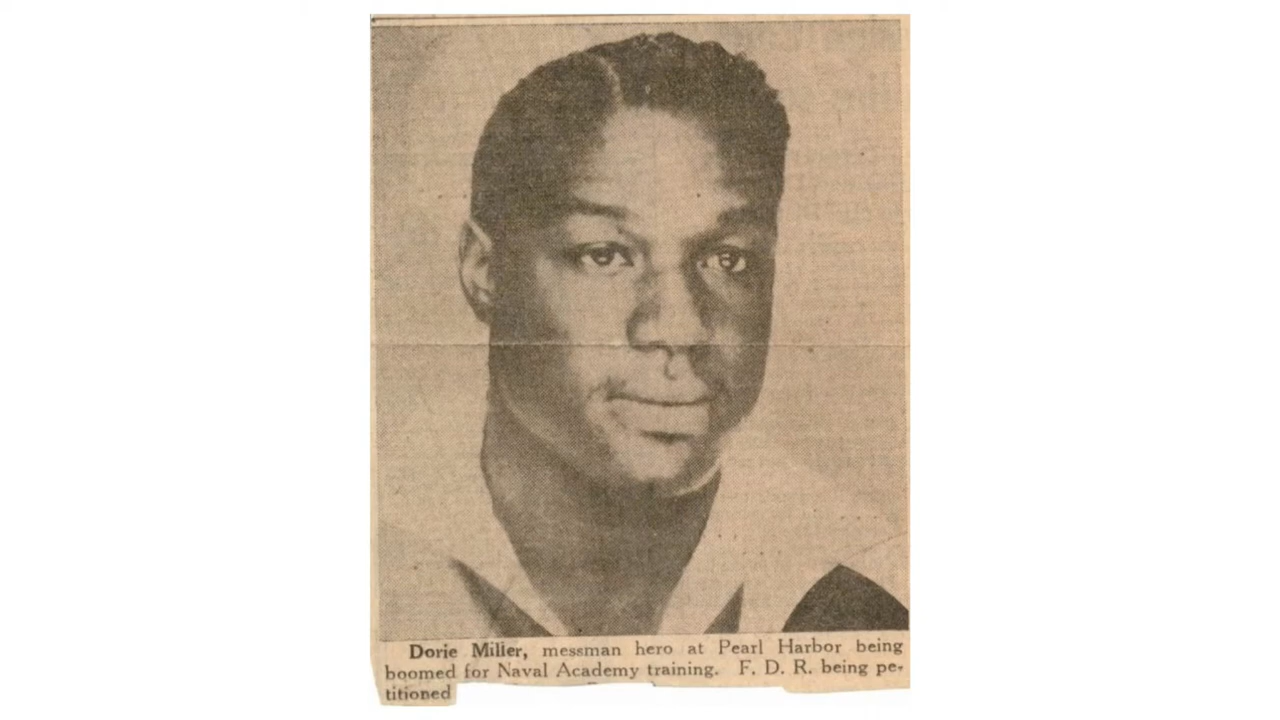 Dorie Miller, messman hero at Pearl Harbor being
boomed for Naval Academy training. F. D. R. being pe-
titioned